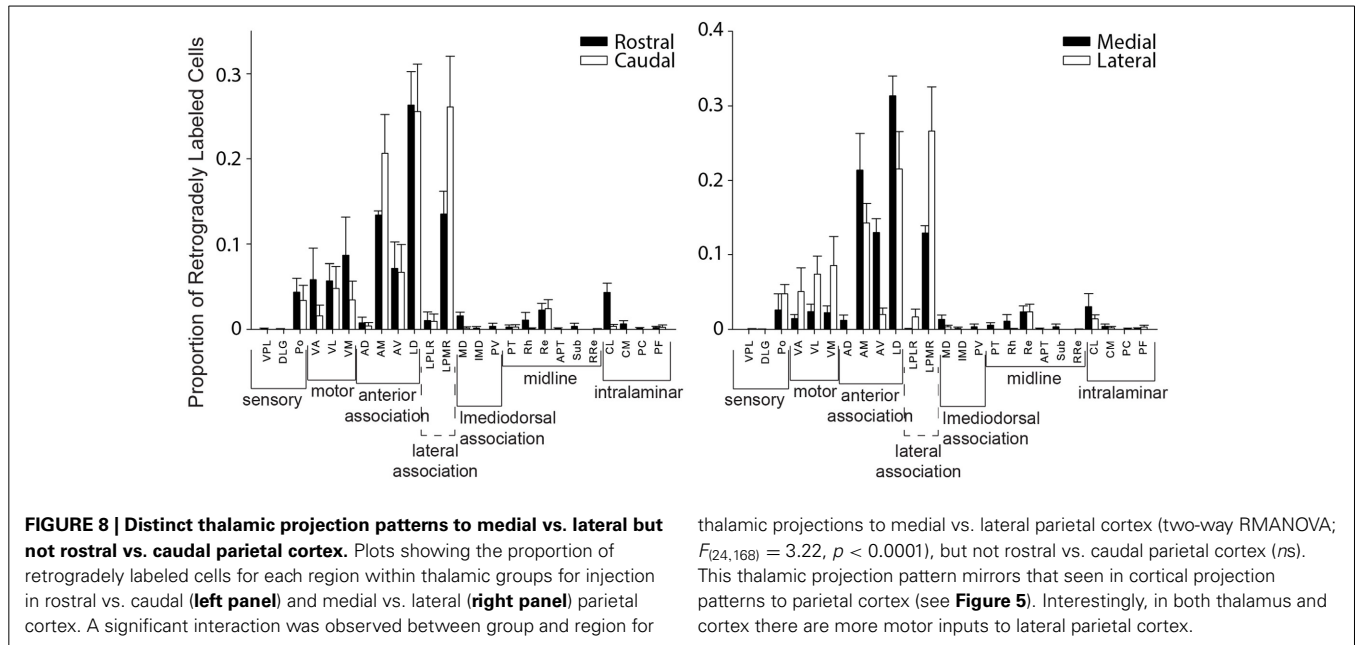 Proportion of Retrogradely Labeled Cells
0.3
0.2
0.1
0
Rostral
Caudal
VPL
DLG
Po
VA
VL
VM
AD
AM
AV
LD
LPLR
LPMR
MD
IMD
PV
PT
Rh
Re
APT
Sub
RRe
CL
CM
PC
PF
sensory
motor
anterior
association
lateral
association
lmediodorsal
association
midline
intralaminar
0.4
0.3
0.2
0.1
0
Medial
Lateral
VPL
DLG
Po
VA
VL
VM
AD
AM
AV
LD
LPLR
LPMR
MD
IMD
PV
PT
Rh
Re
APT
Sub
RRe
CL
CM
PC
PF
sensory
motor
anterior
association
lateral
association
lmediodorsal
association
midline
intralaminar
FIGURE 8 | Distinct thalamic projection patterns to medial vs. lateral but
not rostral vs. caudal parietal cortex. Plots showing the proportion of
retrogradely labeled cells for each region within thalamic groups for injection
in rostral vs. caudal (left panel) and medial vs. lateral (right panel) parietal
cortex. A significant interaction was observed between group and region for
thalamic projections to medial vs. lateral parietal cortex (two-way RMANOVA;
F(24,168) = 3.22, p < 0.0001), but not rostral vs. caudal parietal cortex (ns).
This thalamic projection pattern mirrors that seen in cortical projection
patterns to parietal cortex (see Figure 5). Interestingly, in both thalamus and
cortex there are more motor inputs to lateral parietal cortex.